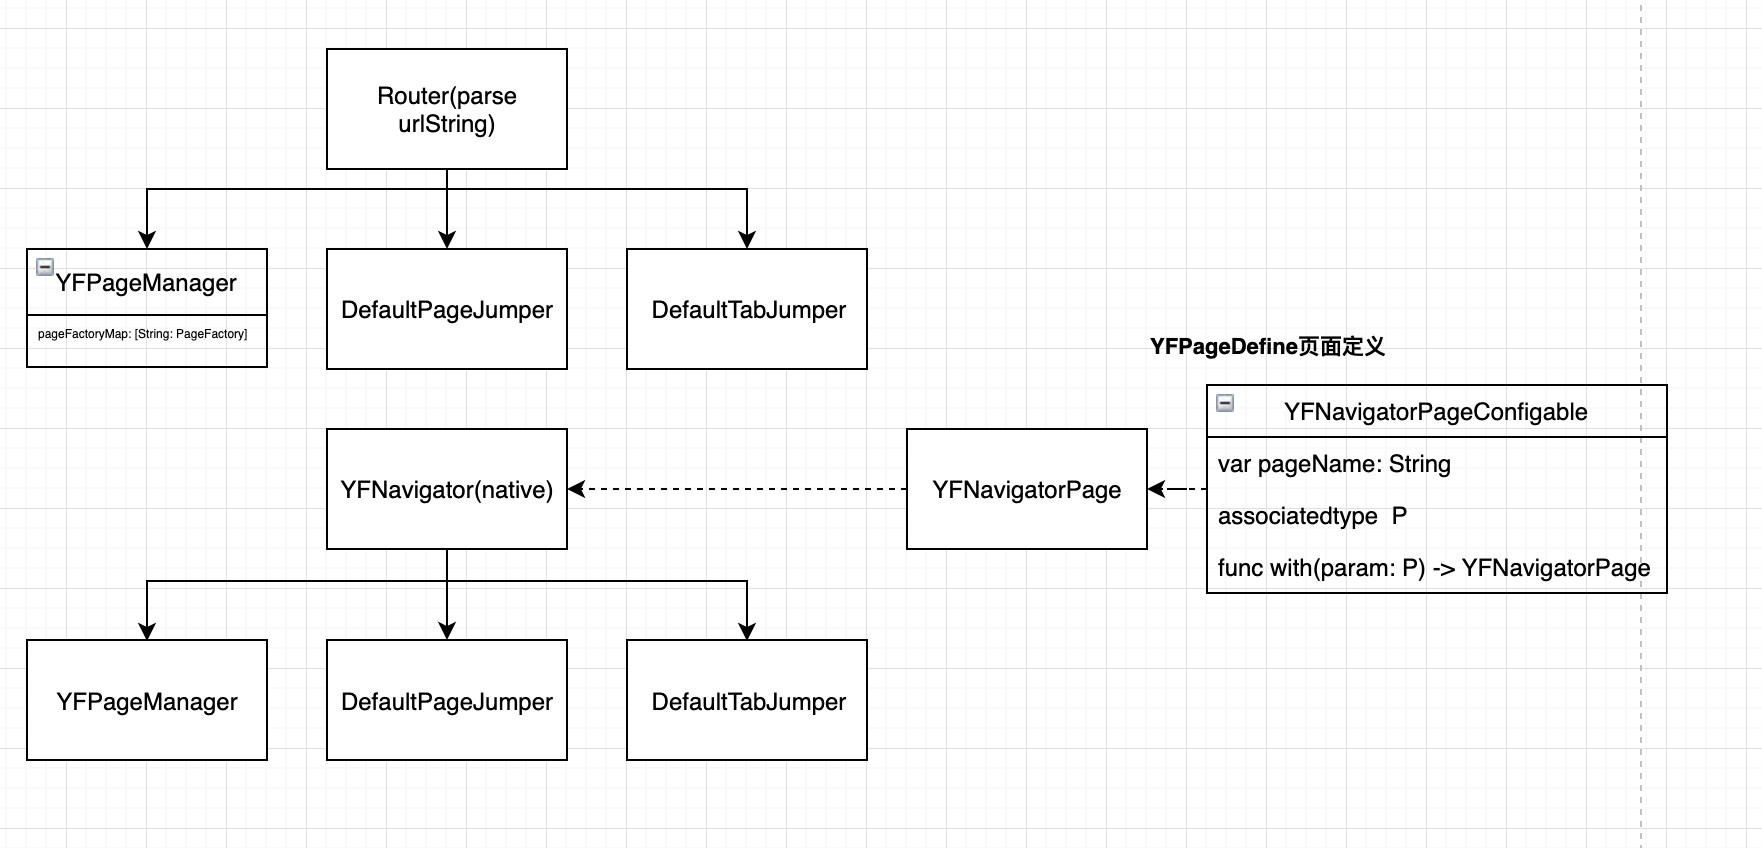 Router(parse
urlString)
YFPageManager
pageFactoryMap: [String: PageFactory]
DefaultPageJumper
DefaultTabJumper
YFPageDefine页面定义
YFNavigator(native)
YFNavigatorPage
YFNavigatorPageConfigable
var pageName: String
associatedtype  P
func with(param: P) -> YFNavigatorPage
YFPageManager
DefaultPageJumper
DefaultTabJumper